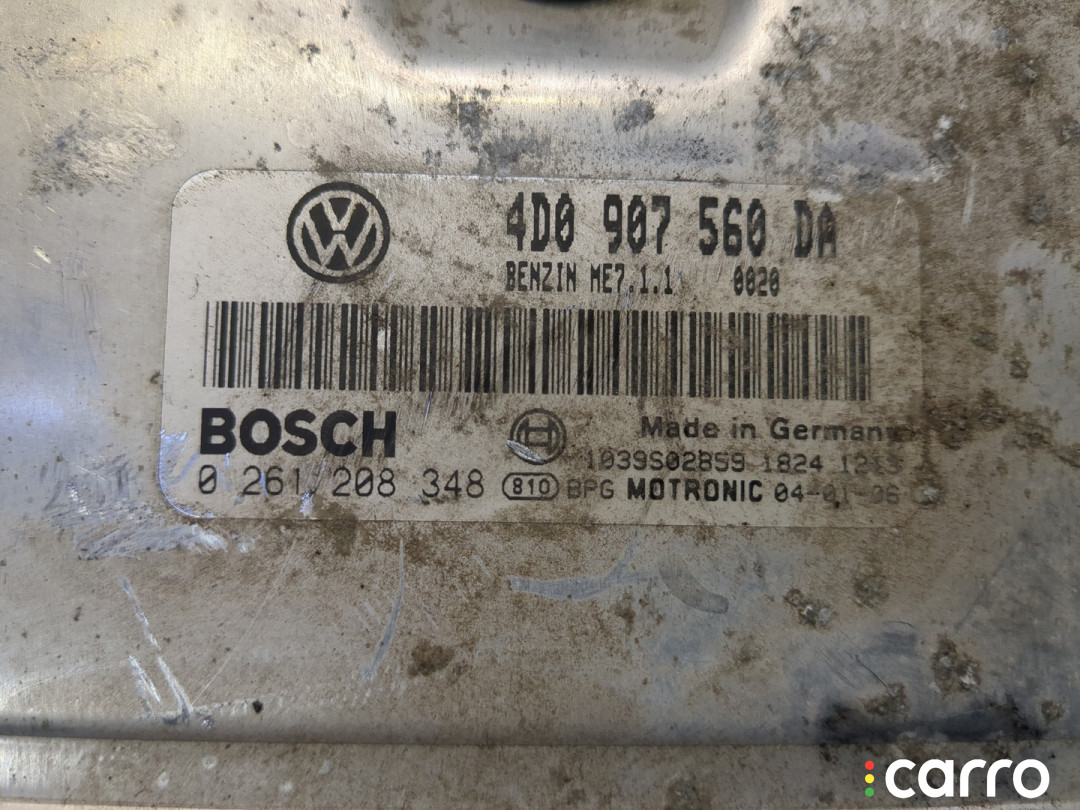 4D0 907 560 DA
BENZIN ME7.1.1 0020
BOSCH
Made in Germany
1039S02859 1824
0 261 208 348 810 BPG MOTRONIC 04-01-06
carro